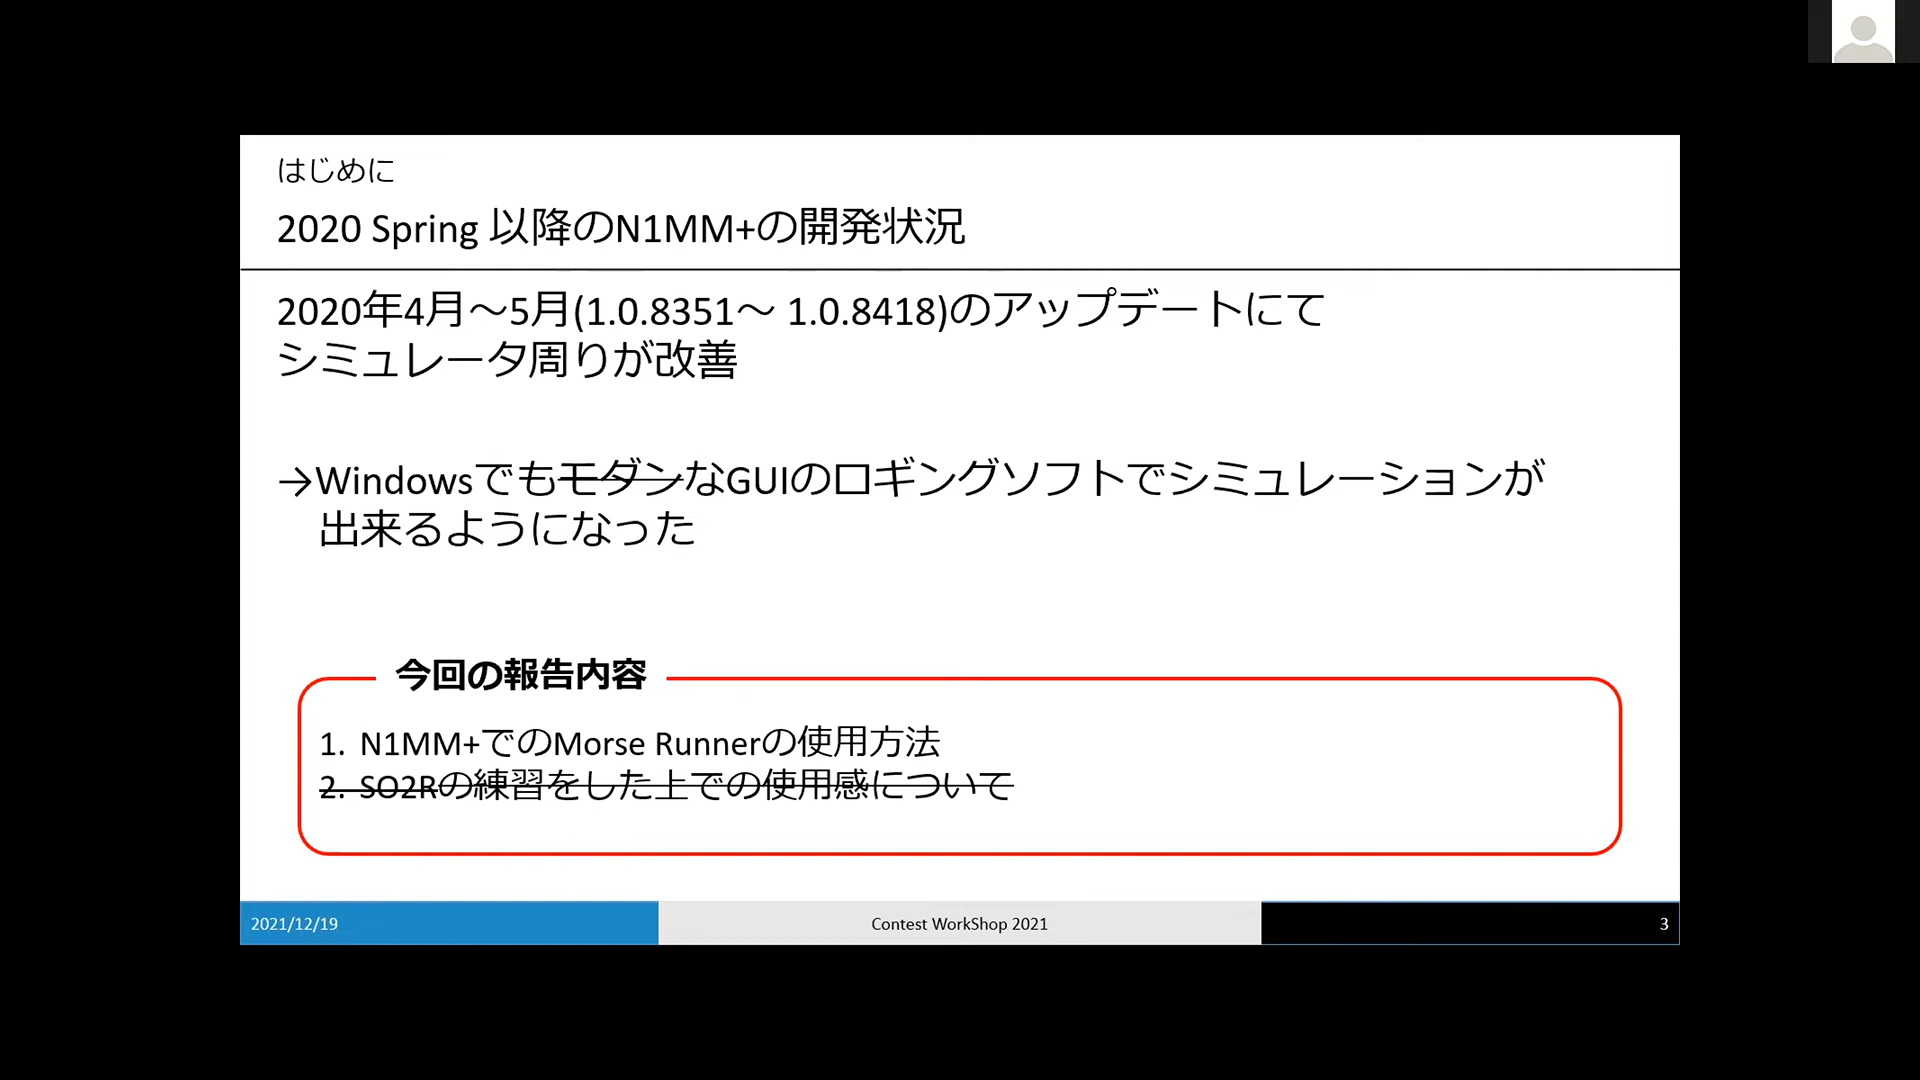 はじめに
2020 Spring 以降のN1MM+の開発状況
2020年4月～5月(1.0.8351～ 1.0.8418)のアップデートにて
シミュレータ周りが改善
→WindowsでもモダンなGUIのロギングソフトでシミュレーションが
出来るようになった
今回の報告内容
1. N1MM+でのMorse Runnerの使用方法
2. SO2Rの練習をした上での使用感について
2021/12/19
Contest WorkShop 2021
3